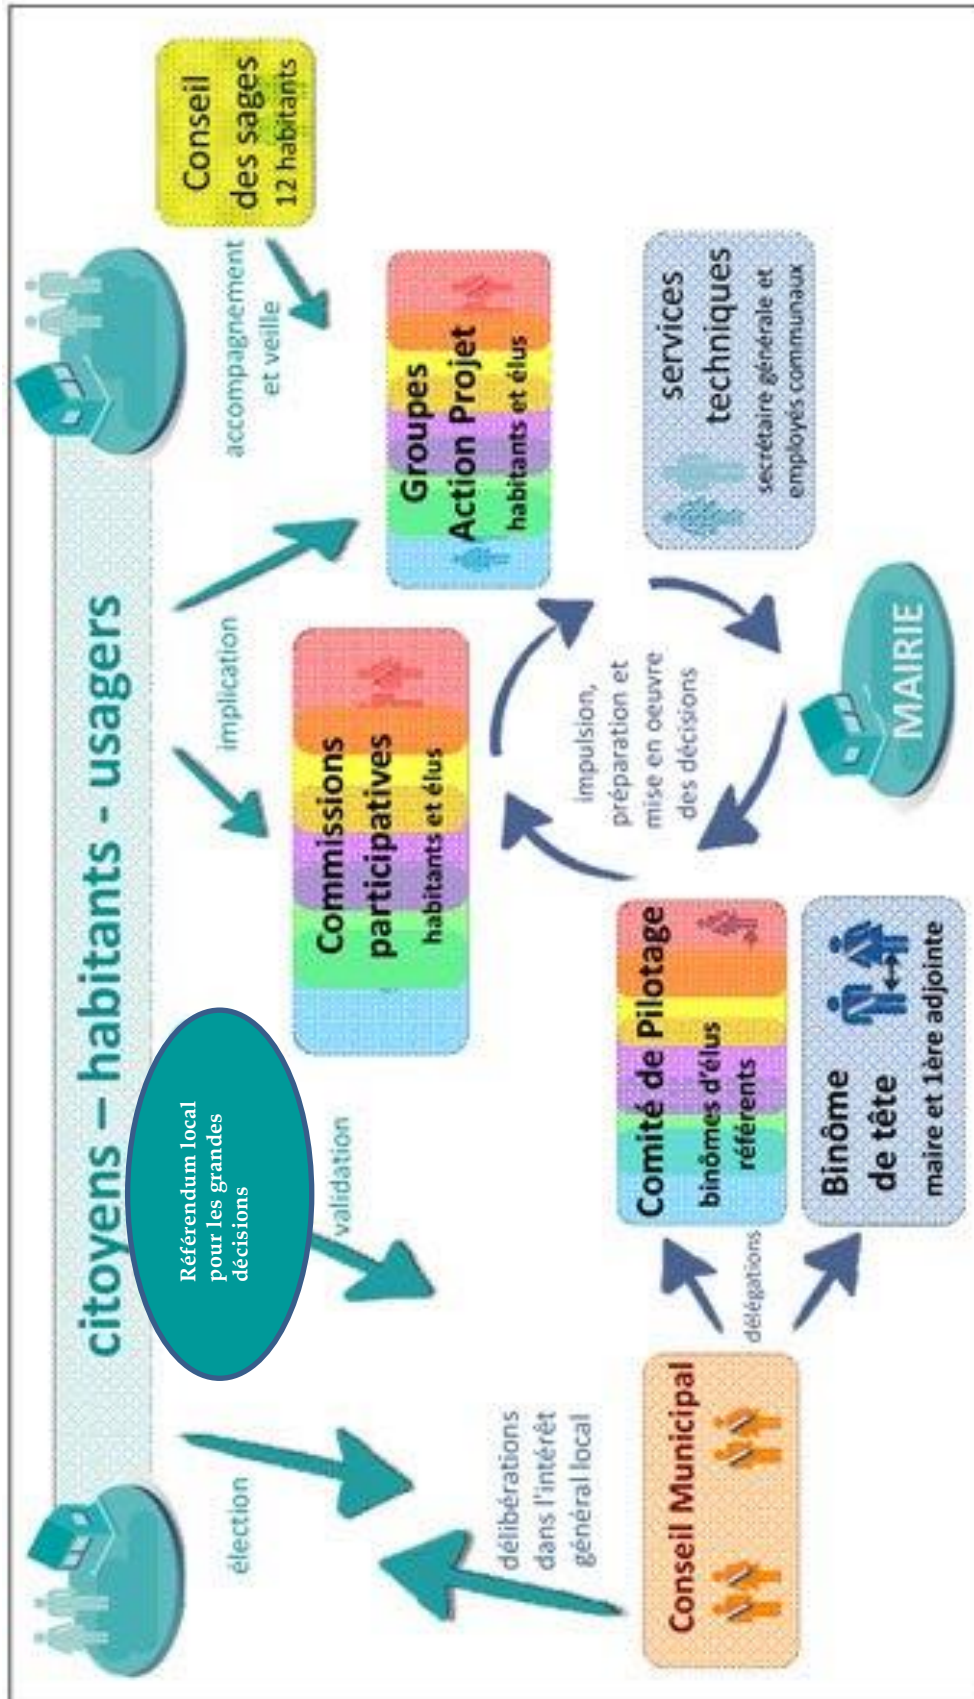 citoyens – habitants - usagers
Référendum local
pour les grandes
décisions
Conseil
des sages
12 habitants
élection
validation
implication
accompagnement
et veille
Commissions
participatives
habitants et élus
Groupes
Action Projet
habitants et élus
délibérations
dans l'intérêt
général local
impulsion,
préparation et
mise en oeuvre
des décisions
Conseil Municipal
délégations
Comité de Pilotage
binômes d'élus
référents
Binôme
de tête
maire et 1ère adjointe
services
techniques
secrétaire générale et
employés communaux
MAIRIE